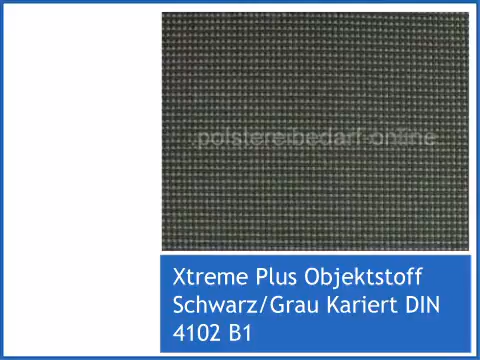 .polstereibedarf-online
Xtreme Plus Objektstoff
Schwarz/Grau Kariert DIN
4102 B1